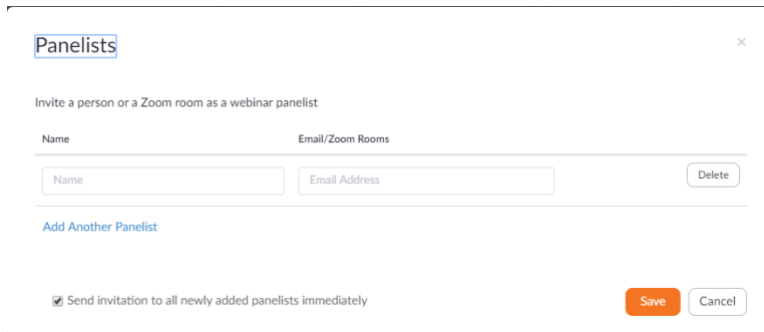 Panelists
×
Invite a person or a Zoom room as a webinar panelist
Name Email/Zoom Rooms
Name Email Address Delete
Add Another Panelist
Send invitation to all newly added panelists immediately Save Cancel